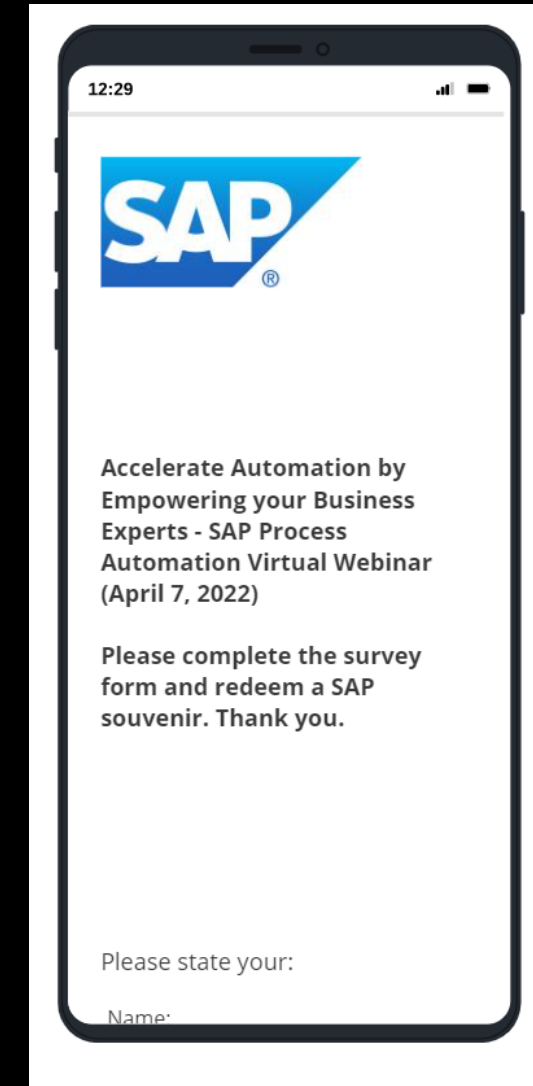 12:29
SAP
®
Accelerate Automation by
Empowering your Business
Experts - SAP Process
Automation Virtual Webinar
(April 7, 2022)
Please complete the survey
form and redeem a SAP
souvenir. Thank you.
Please state your:
Name: